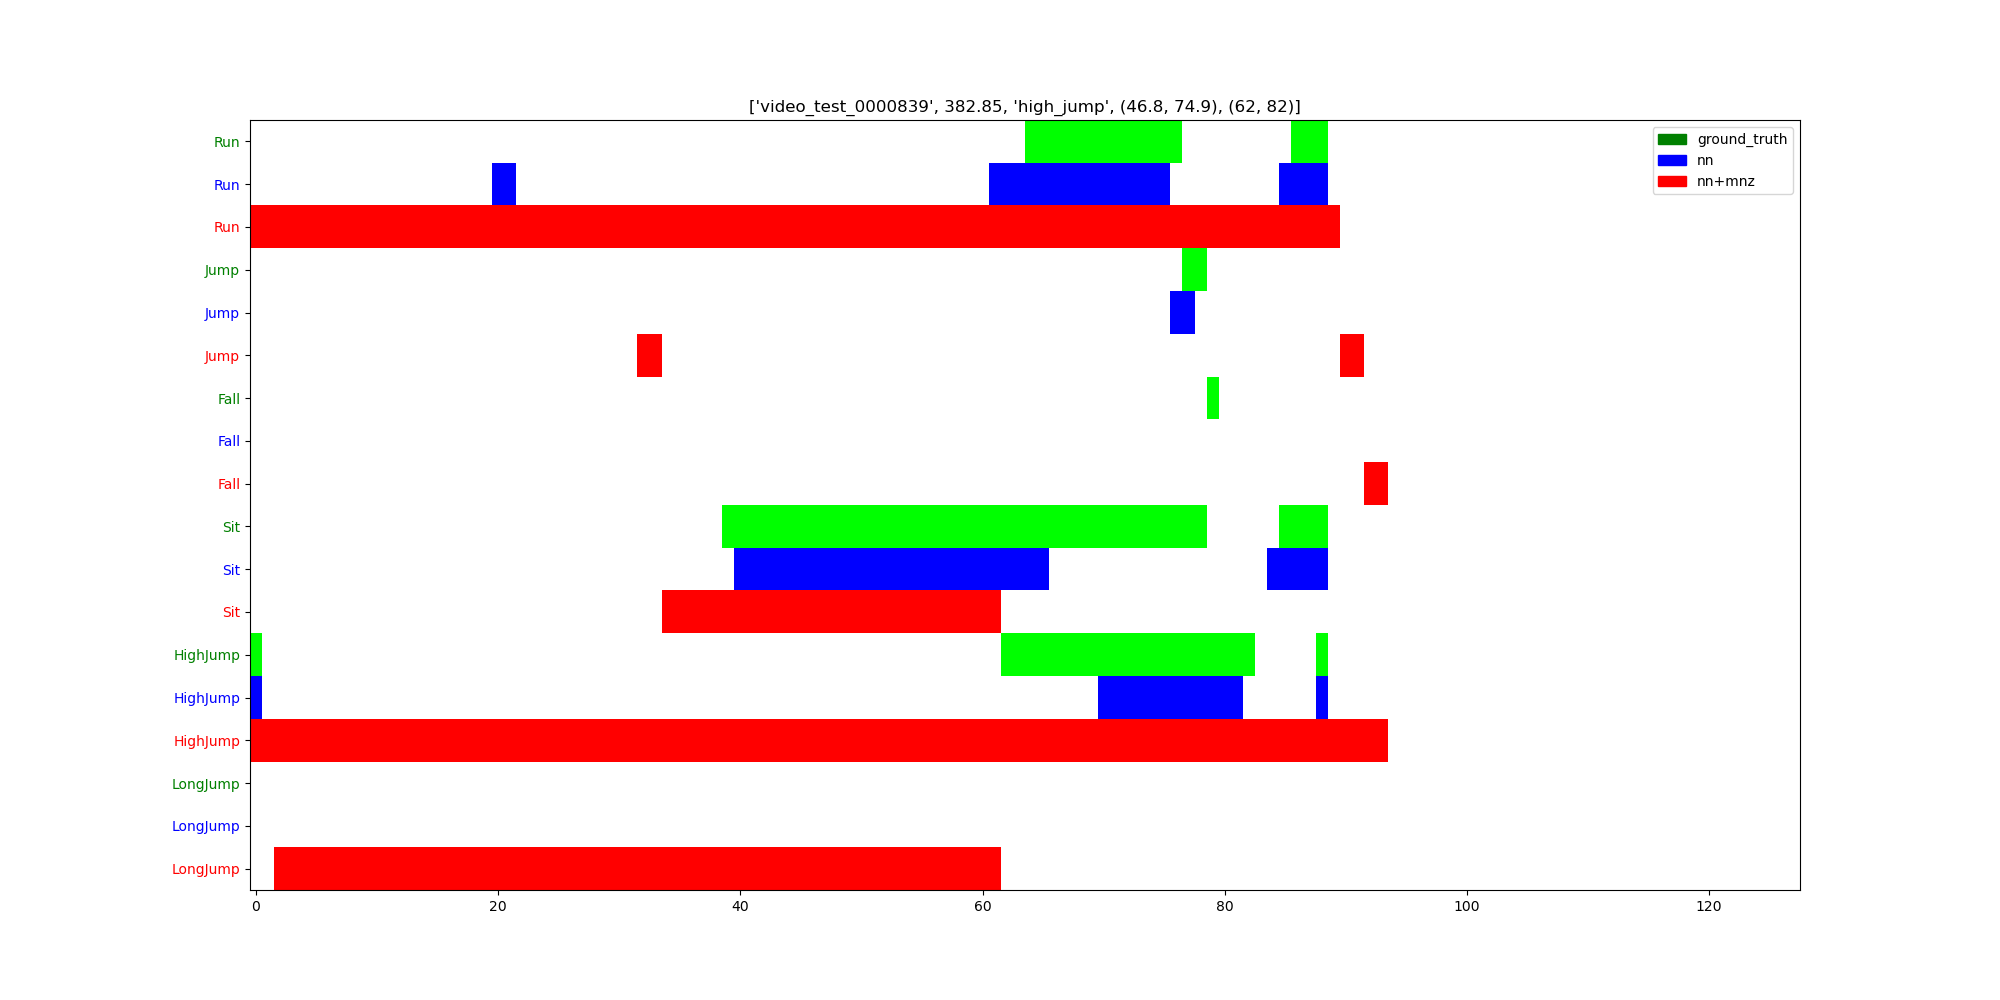 ['video_test_0000839', 382.85, 'high_jump', (46.8, 74.9), (62, 82)]
ground_truth
nn
nn+mnz
Run
Run
Run
Jump
Jump
Jump
Fall
Fall
Fall
Sit
Sit
Sit
HighJump
HighJump
HighJump
LongJump
LongJump
LongJump
0 20 40 60 80 100 120